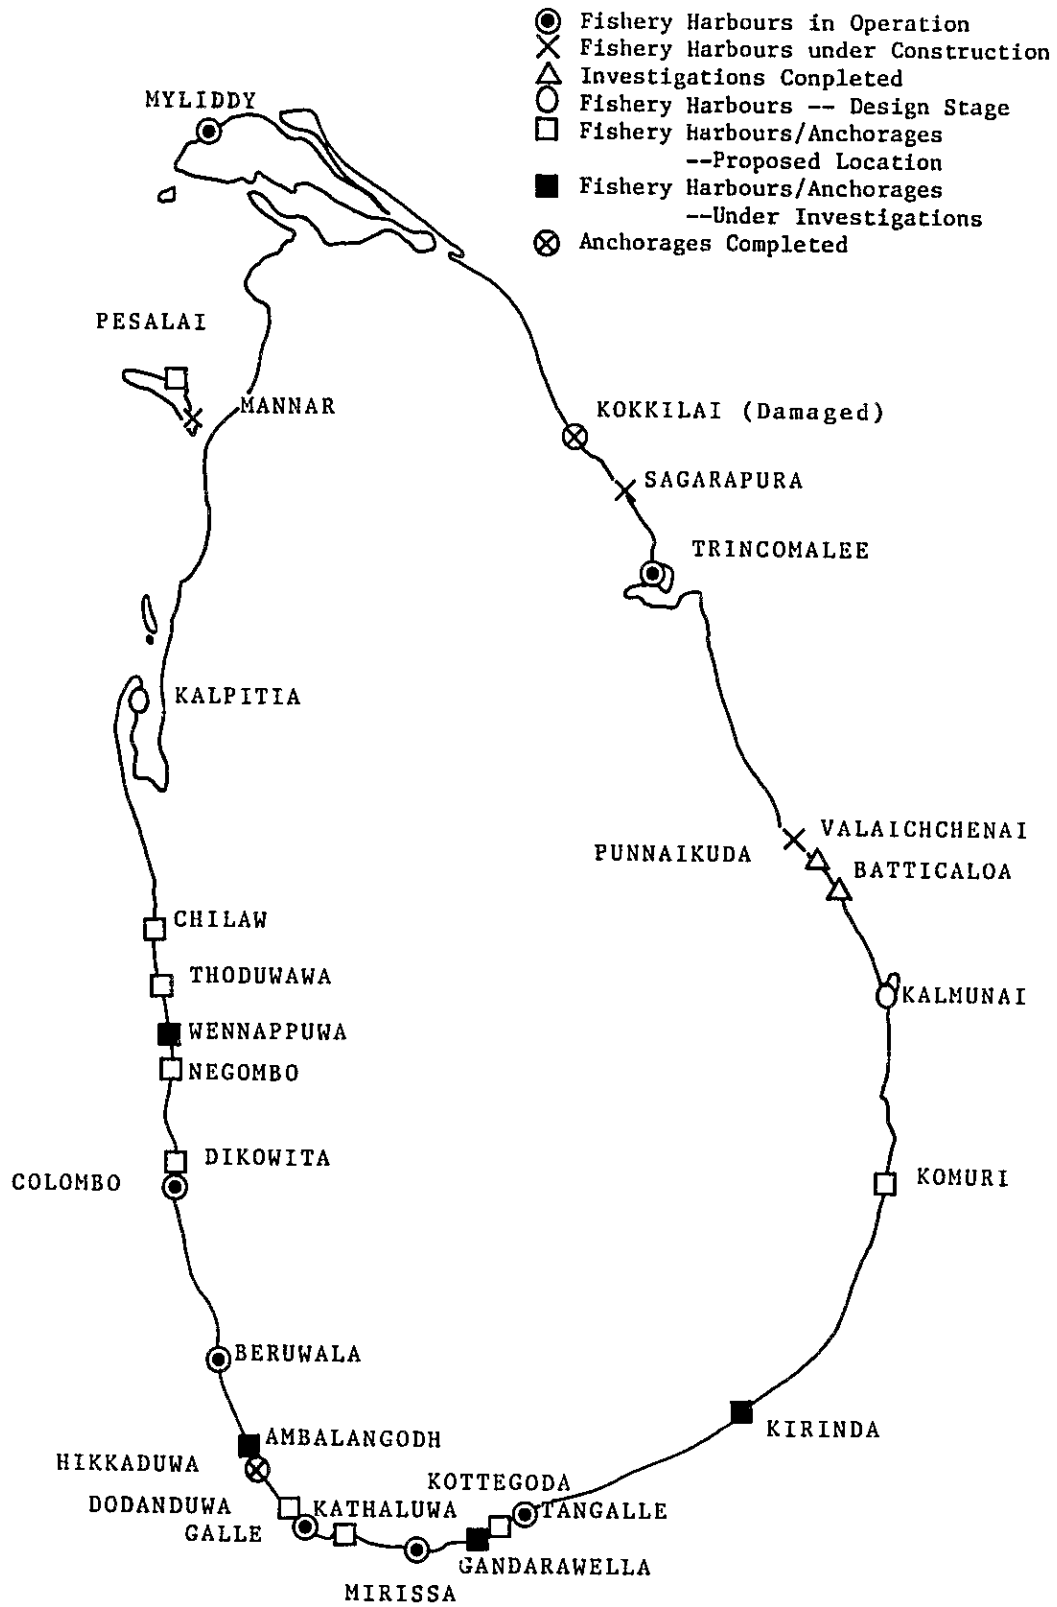 Fishery Harbours in Operation
Fishery Harbours under Construction
Investigations Conpleted
Fishery Harbours -- Design Stage
Fishery Harbours/Anchorages
--Proposed Location
Fishery Harbours/Anchorages
--Under Investigations
Anchorages Completed
MYLIDDY
PESALAI
MANNAR
KOKKILAI (Damaged)
SAGARAPURA
TRINCOMALEE
KALPITIA
VALAICHCHENAI
PUNNAIKUDA
BATTICALOA
CHILAW
THODUWAWA
KALMUNAI
WENNAPPUWA
NEGOMBO
DIKOWITA
COLOMBO
KOMURI
BERUWALA
KIRINDA
AMBALANGODH
HIKKADUWA
KOTTEGODA
DODANDUWA
KATHALUWA
TANGALLE
GALLE
GANDARAWELLA
MIRISSA